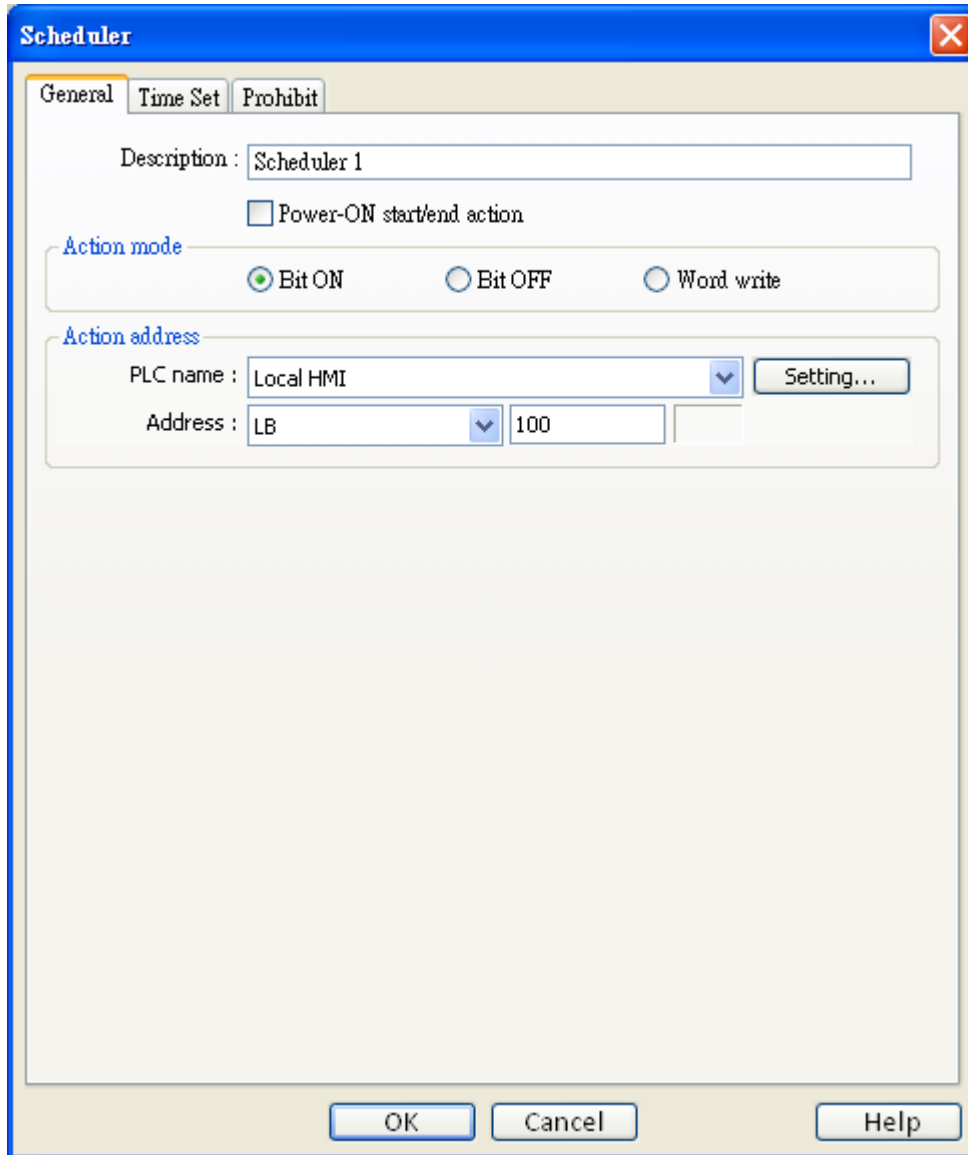 Scheduler
General Time Set Prohibit
Description : Scheduler 1
Power-ON start/end action
Action mode
Bit ON Bit OFF Word write
Action address
PLC name : Local HMI Setting...
Address : LB 100
OK Cancel Help